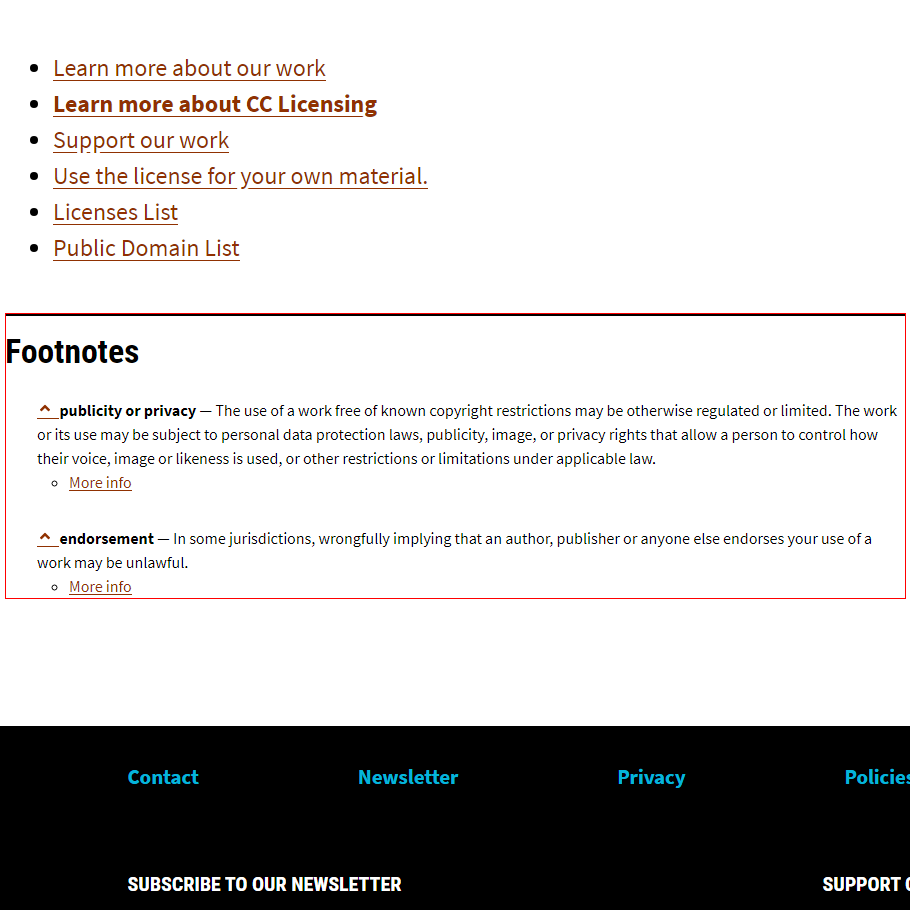 Learn more about our work
Learn more about CC Licensing
Support our work
Use the license for your own material.
Licenses List
Public Domain List
Footnotes
publicity or privacy — The use of a work free of known copyright restrictions may be otherwise regulated or limited. The work
or its use may be subject to personal data protection laws, publicity, image, or privacy rights that allow a person to control how
their voice, image or likeness is used, or other restrictions or limitations under applicable law.
More info
endorsement — In some jurisdictions, wrongfully implying that an author, publisher or anyone else endorses your use of a
work may be unlawful.
More info
Contact Newsletter Privacy Policies
SUBSCRIBE TO OUR NEWSLETTER SUPPORT